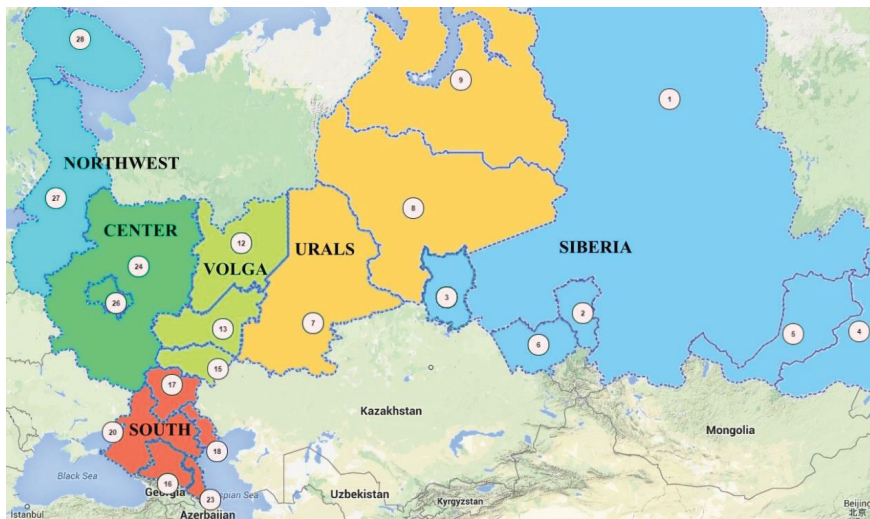 28
9
1
NORTHWEST
27
8
CENTER
12
URALS
24
VOLGA
SIBERIA
26
3
2
13
7
5
4
6
15
17
Kazakhstan
20
SOUTH
18
Mongolia
Black Sea
16
Georgia
pian Sea
23
Uzbekistan
Kyrgyzstan
Istanbul
Azerbaijan
Beijing
北京